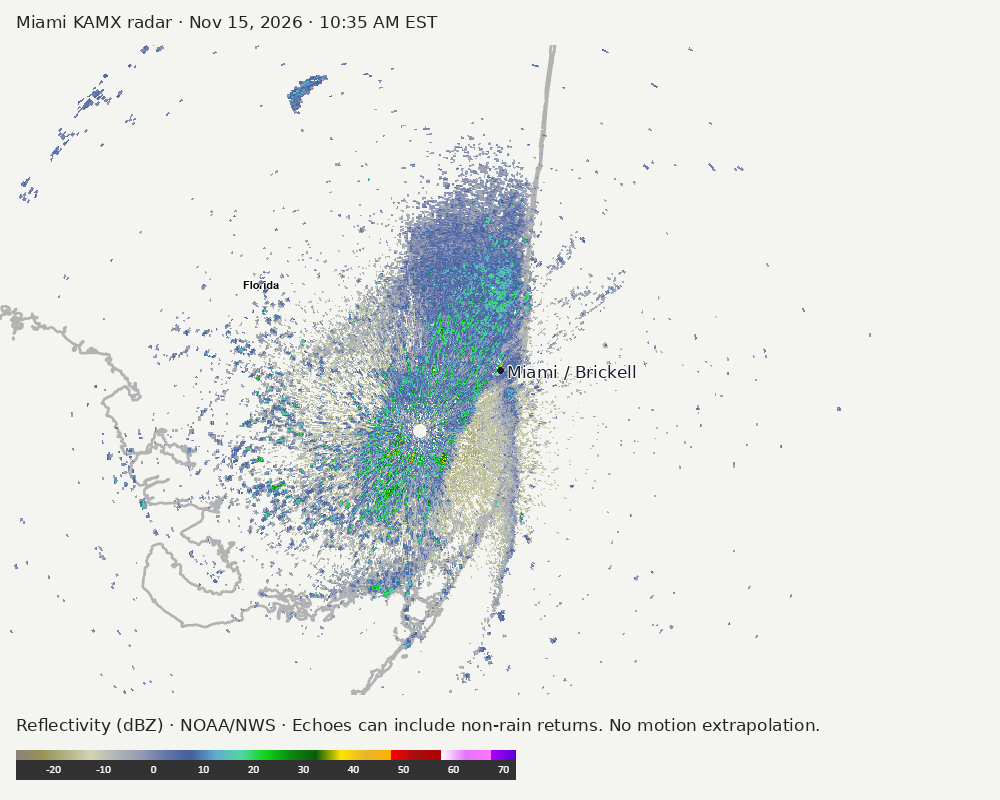 Miami KAMX radar · Nov 15, 2026 · 10:35 AM EST
Florida
Miami / Brickell
Reflectivity (dBZ) · NOAA/NWS · Echoes can include non-rain returns. No motion extrapolation.
-20 -10 0 10 20 30 40 50 60 70